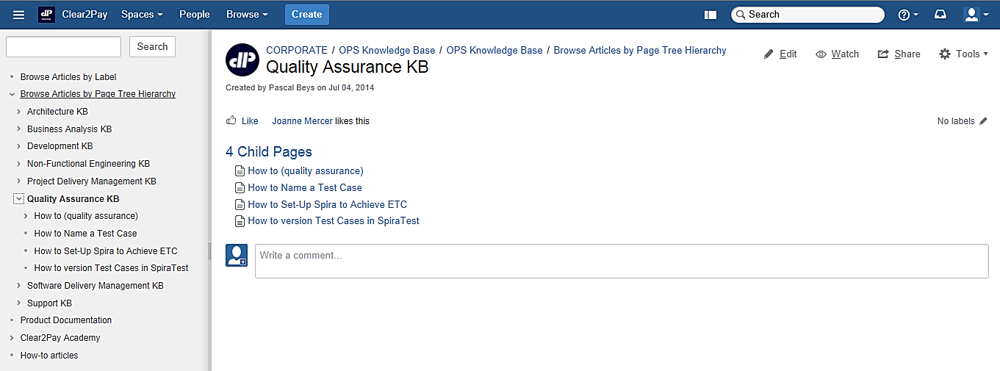 Clear2Pay Spaces People Browse Create Search
Search
Browse Articles by Label
Browse Articles by Page Tree Hierarchy
Architecture KB
Business Analysis KB
Development KB
Non-Functional Engineering KB
Project Delivery Management KB
Quality Assurance KB
How to (quality assurance)
How to Name a Test Case
How to Set-Up Spira to Achieve ETC
How to version Test Cases in SpiraTest
Software Delivery Management KB
Support KB
Product Documentation
Clear2Pay Academy
How-to articles
CORPORATE / OPS Knowledge Base / OPS Knowledge Base / Browse Articles by Page Tree Hierarchy
Edit Watch Share Tools
Quality Assurance KB
Created by Pascal Beys on Jul 04, 2014
Like Joanne Mercer likes this No labels
4 Child Pages
How to (quality assurance)
How to Name a Test Case
How to Set-Up Spira to Achieve ETC
How to version Test Cases in SpiraTest
Write a comment...